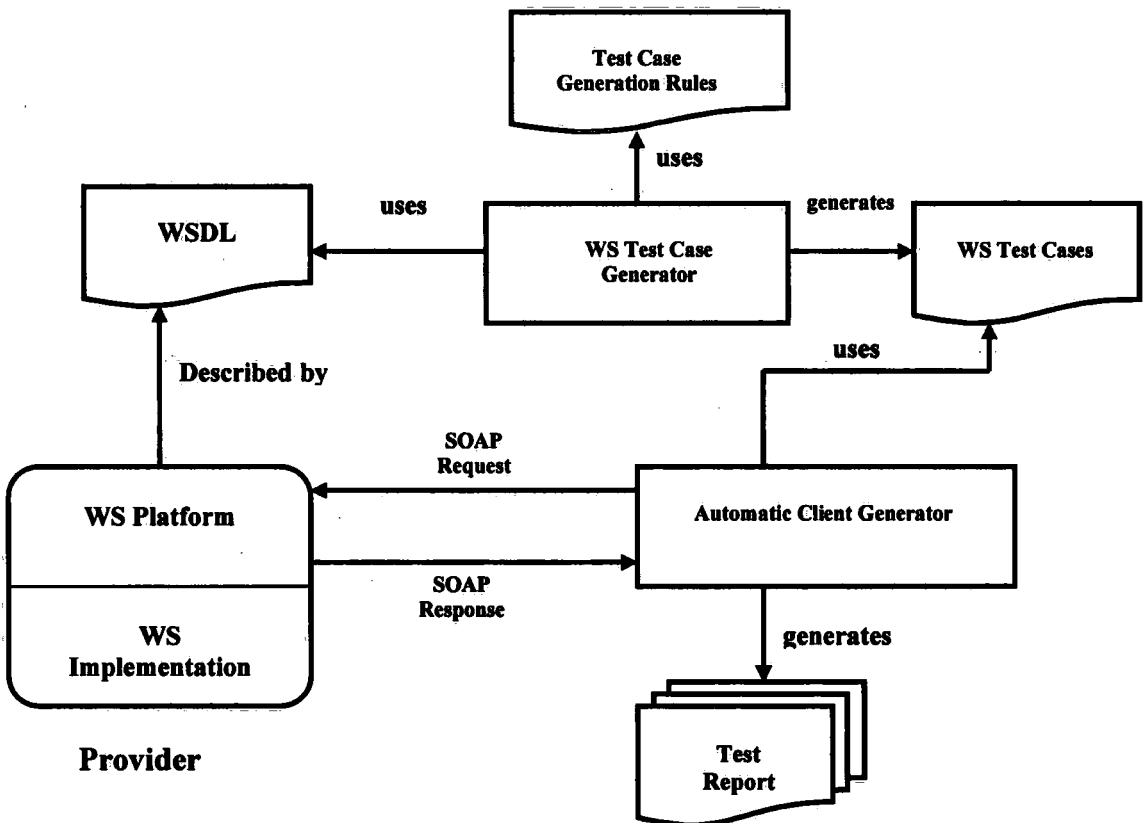 Test Case
Generation Rules
uses
uses
generates
WSDL
WS Test Case
Generator
WS Test Cases
uses
Described by
SOAP
Request
WS Platform
Automatic Client Generator
SOAP
Response
WS
Implementation
generates
Provider
Test
Report